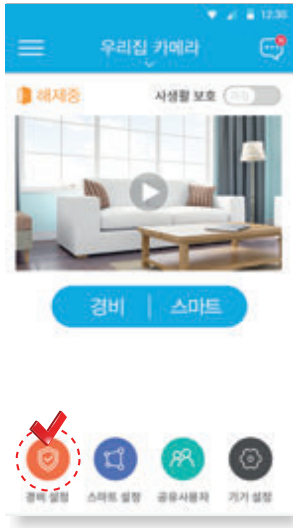 12:30
우리집 카메라
해제중 사생활 보호
경비 | 스마트
경비 설정 스마트 설정 공유사용자 기기 설정